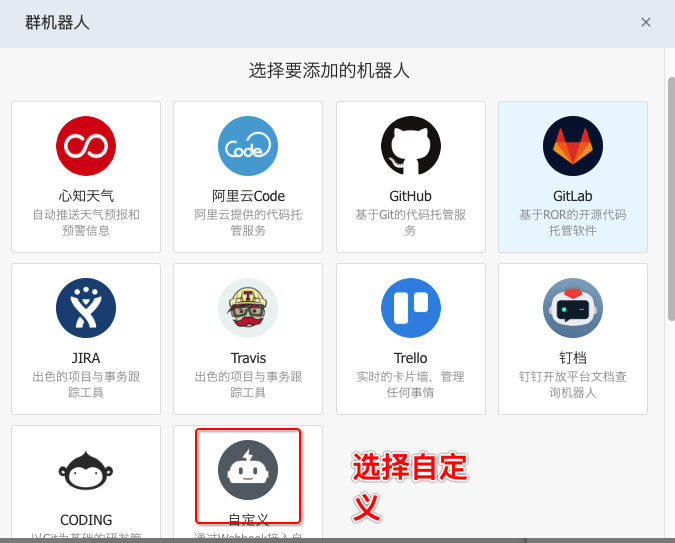 群机器人
×
选择要添加的机器人
Code
心知天气
阿里云Code
GitHub
GitLab
自动推送天气预报和
预警信息
阿里云提供的代码托
管服务
基于Git的代码托管服
务
基于ROR的开源代码
托管软件
T
JIRA
Travis
Trello
钉档
出色的项目与事务跟
踪工具
出色的项目与事务跟
踪工具
实时的卡片墙，管理
任何事情
钉钉开放平台文档查
询机器人
选择自定
义
CODING
自定义
以Git为基础的研发管
通过Webhook接入自